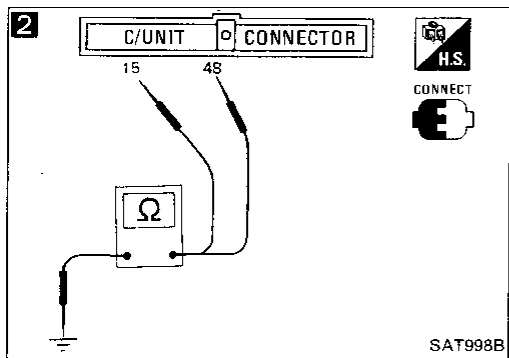 2
C/UNIT CONNECTOR
H.S.
15 48
CONNECT
Ω
SAT998B